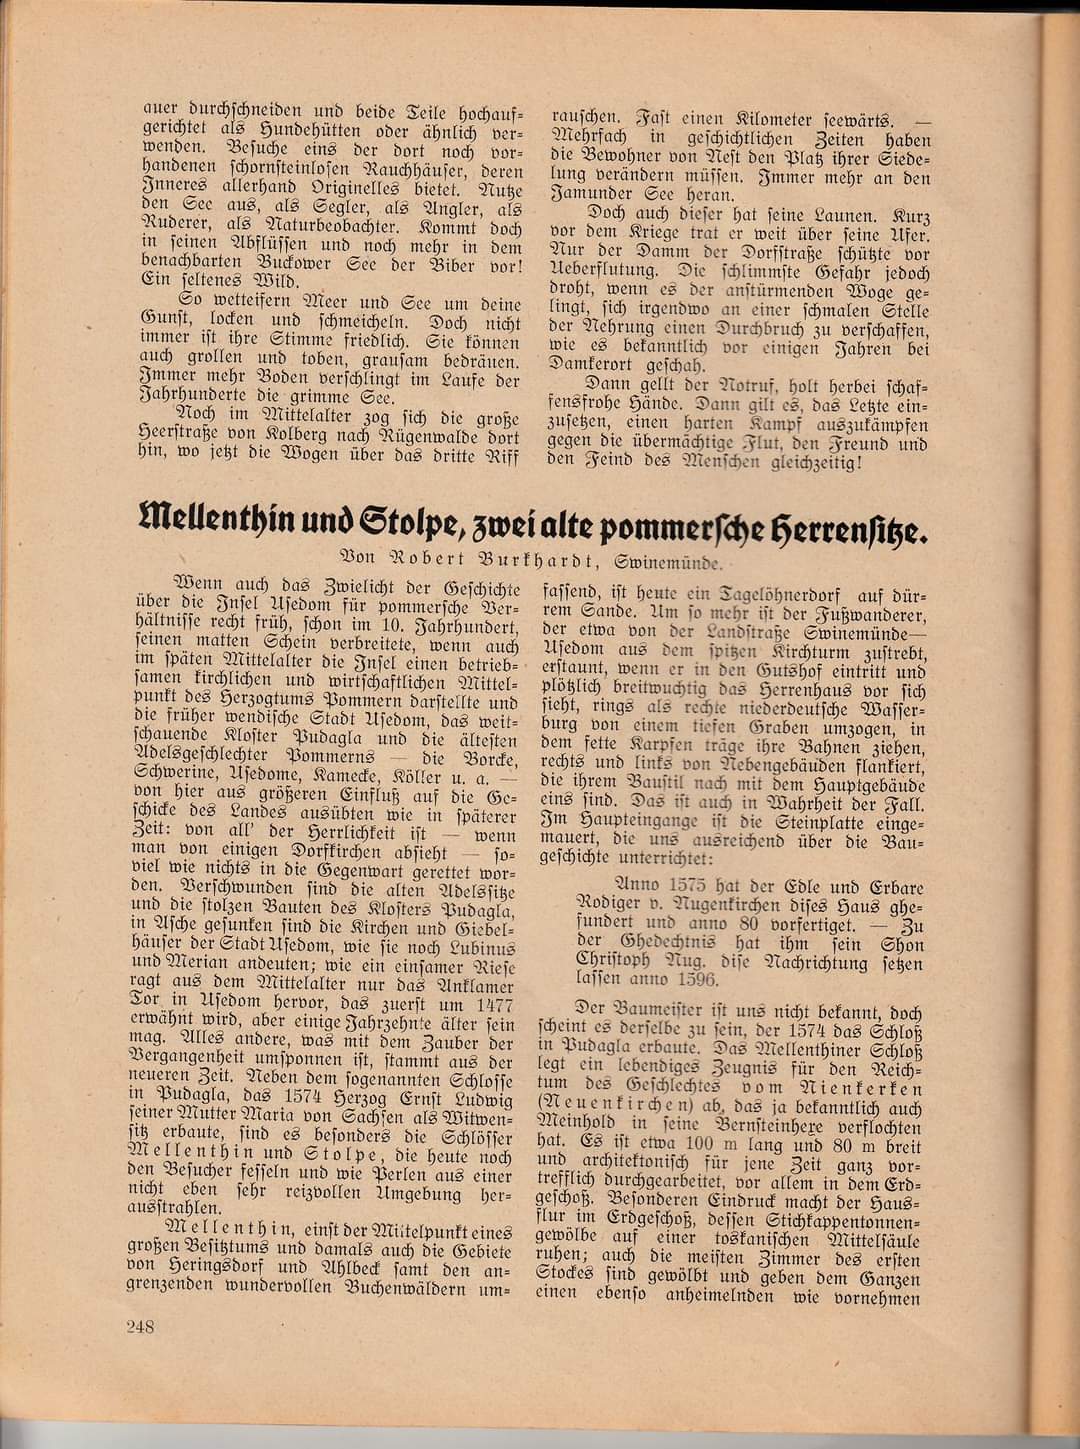 auer durchschneiden und beide Teile hochauf=
gerichtet als Hundehütten oder ähnlich ver=
wenden. Besuche eins der dort noch vor=
handenen schornsteinlosen Rauchhäuser, deren
Inneres allerhand Originelles bietet. Nutze
den See aus, als Segler, als Angler, als
Ruderer, als Naturbeobachter. Kommt doch
in seinen Abflüssen und noch mehr in dem
benachbarten Buckower See der Biber vor!
Ein seltenes Wild.
So wetteifern Meer und See um deine
Gunst, locken und schmeicheln. Doch nicht
immer ist ihre Stimme friedlich. Sie können
auch grollen und toben, grausam bedräuen.
Immer mehr Boden verschlingt im Laufe der
Jahrhunderte die grimme See.
Noch im Mittelalter zog sich die große
Heerstraße von Kolberg nach Rügenwalde dort
hin, wo jetzt die Wogen über das dritte Riff
rauschen. Fast einen Kilometer seewärts. —
Mehrfach in geschichtlichen Zeiten haben
die Bewohner von Nest den Platz ihrer Siede=
lung verändern müssen. Immer mehr an den
Jamunder See heran.
Doch auch dieser hat seine Launen. Kurz
vor dem Kriege trat er weit über seine Ufer.
Nur der Damm der Dorfstraße schützte vor
Ueberflutung. Die schlimmste Gefahr jedoch
droht, wenn es der anstürmenden Woge ge=
lingt, sich irgendwo an einer schmalen Stelle
der Nehrung einen Durchbruch zu verschaffen,
wie es bekanntlich vor einigen Jahren bei
Damkerort geschah.
Dann gellt der Notruf, holt herbei schaf=
fensfrohe Hände. Dann gilt es, das Letzte ein=
zusetzen, einen harten Kampf auszukämpfen
gegen die übermächtige Flut, den Freund und
den Feind des Menschen gleichzeitig!
Mellenthin und Stolpe, zwei alte pommersche Herrensitze.
Von Robert Burkhardt, Swinemünde.
Wenn auch das Zwielicht der Geschichte
über die Insel Usedom für pommersche Ver=
hältnisse recht früh, schon im 10. Jahrhundert,
seinen matten Schein verbreitete, wenn auch
im späten Mittelalter die Insel einen betrieb=
samen kirchlichen und wirtschaftlichen Mittel=
punkt des Herzogtums Pommern darstellte und
die früher wendische Stadt Usedom, das weit=
schauende Kloster Pudagla und die ältesten
Adelsgeschlechter Pommerns — die Borcke,
Schwerine, Usedome, Kamecke, Köller u. a. —
von hier aus größeren Einfluß auf die Ge=
schicke des Landes ausübten wie in späterer
Zeit: von all' der Herrlichkeit ist — wenn
man von einigen Dorfkirchen absieht — so=
viel wie nichts in die Gegenwart gerettet wor=
den. Verschwunden sind die alten Adelssitze
und die stolzen Bauten des Klosters Pudagla,
in Asche gesunken sind die Kirchen und Giebel=
häuser der Stadt Usedom, wie sie noch Lubinus
und Merian andeuten; wie ein einsamer Riese
ragt aus dem Mittelalter nur das Anklamer
Tor in Usedom hervor, das zuerst um 1477
erwähnt wird, aber einige Jahrzehnte älter sein
mag. Alles andere, was mit dem Zauber der
Vergangenheit umsponnen ist, stammt aus der
neueren Zeit. Neben dem sogenannten Schlosse
in Pudagla, das 1574 Herzog Ernst Ludwig
seiner Mutter Maria von Sachsen als Witwen=
sitz erbaute, sind es besonders die Schlösser
Mellenthin und Stolpe, die heute noch
den Besucher fesseln und wie Perlen aus einer
nicht eben sehr reizvollen Umgebung her=
ausstrahlen.
Mellenthin, einst der Mittelpunkt eines
großen Besitztums und damals auch die Gebiete
von Heringsdorf und Ahlbeck samt den an=
grenzenden wundervollen Buchenwäldern um=
fassend, ist heute ein Tagelöhnerdorf auf dür=
rem Sande. Um so mehr ist der Fußwanderer,
der etwa von der Landstraße Swinemünde—
Usedom aus dem spitzen Kirchturm zustrebt,
erstaunt, wenn er in den Gutshof eintritt und
plötzlich breitwuchtig das Herrenhaus vor sich
sieht, rings als rechte niederdeutsche Wasser=
burg von einem tiefen Graben umzogen, in
dem fette Karpfen träge ihre Bahnen ziehen,
rechts und links von Nebengebäuden flankiert,
die ihrem Baustil nach mit dem Hauptgebäude
eins sind. Das ist auch in Wahrheit der Fall.
Im Haupteingange ist die Steinplatte einge=
mauert, die uns ausreichend über die Bau=
geschichte unterrichtet:
Anno 1575 hat der Edle und Erbare
Rodiger v. Nugenkirchen dises Haus ghe=
fundert und anno 80 vorfertiget. — Zu
der Ghedechtnis hat ihm sein Shon
Christoph Nug. dise Nachrichtung setzen
lassen anno 1596.
Der Baumeister ist uns nicht bekannt, doch
scheint es derselbe zu sein, der 1574 das Schloß
in Pudagla erbaute. Das Mellenthiner Schloß
legt ein lebendiges Zeugnis für den Reich=
tum des Geschlechtes vom Nienkerken
(Neuenkirchen) ab, das ja bekanntlich auch
Meinhold in seine Bernsteinhexe verflochten
hat. Es ist etwa 100 m lang und 80 m breit
und architektonisch für jene Zeit ganz vor=
trefflich durchgearbeitet, vor allem in dem Erd=
geschoß. Besonderen Eindruck macht der Haus=
flur im Erdgeschoß, dessen Stichkappentonnen=
gewölbe auf einer toskanischen Mittelsäule
ruhen; auch die meisten Zimmer des ersten
Stockes sind gewölbt und geben dem Ganzen
einen ebenso anheimelnden wie vornehmen
248